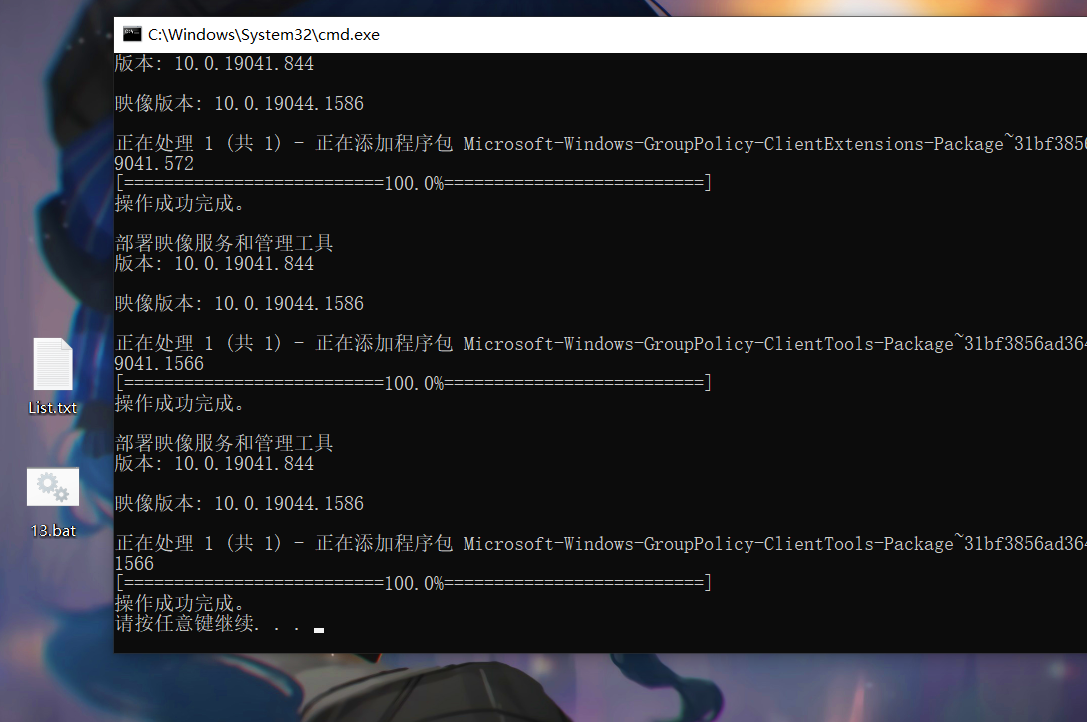 C:\Windows\System32\cmd.exe
版本: 10.0.19041.844
映像版本: 10.0.19044.1586
正在处理 1 (共 1) - 正在添加程序包 Microsoft-Windows-GroupPolicy-ClientExtensions-Package~31bf3856
9041.572
[==========================100.0%==========================]
操作成功完成。
部署映像服务和管理工具
版本: 10.0.19041.844
映像版本: 10.0.19044.1586
正在处理 1 (共 1) - 正在添加程序包 Microsoft-Windows-GroupPolicy-ClientTools-Package~31bf3856ad364
9041.1566
[==========================100.0%==========================]
操作成功完成。
部署映像服务和管理工具
版本: 10.0.19041.844
映像版本: 10.0.19044.1586
正在处理 1 (共 1) - 正在添加程序包 Microsoft-Windows-GroupPolicy-ClientTools-Package~31bf3856ad364
1566
[==========================100.0%==========================]
操作成功完成。
请按任意键继续. . .
List.txt
13.bat